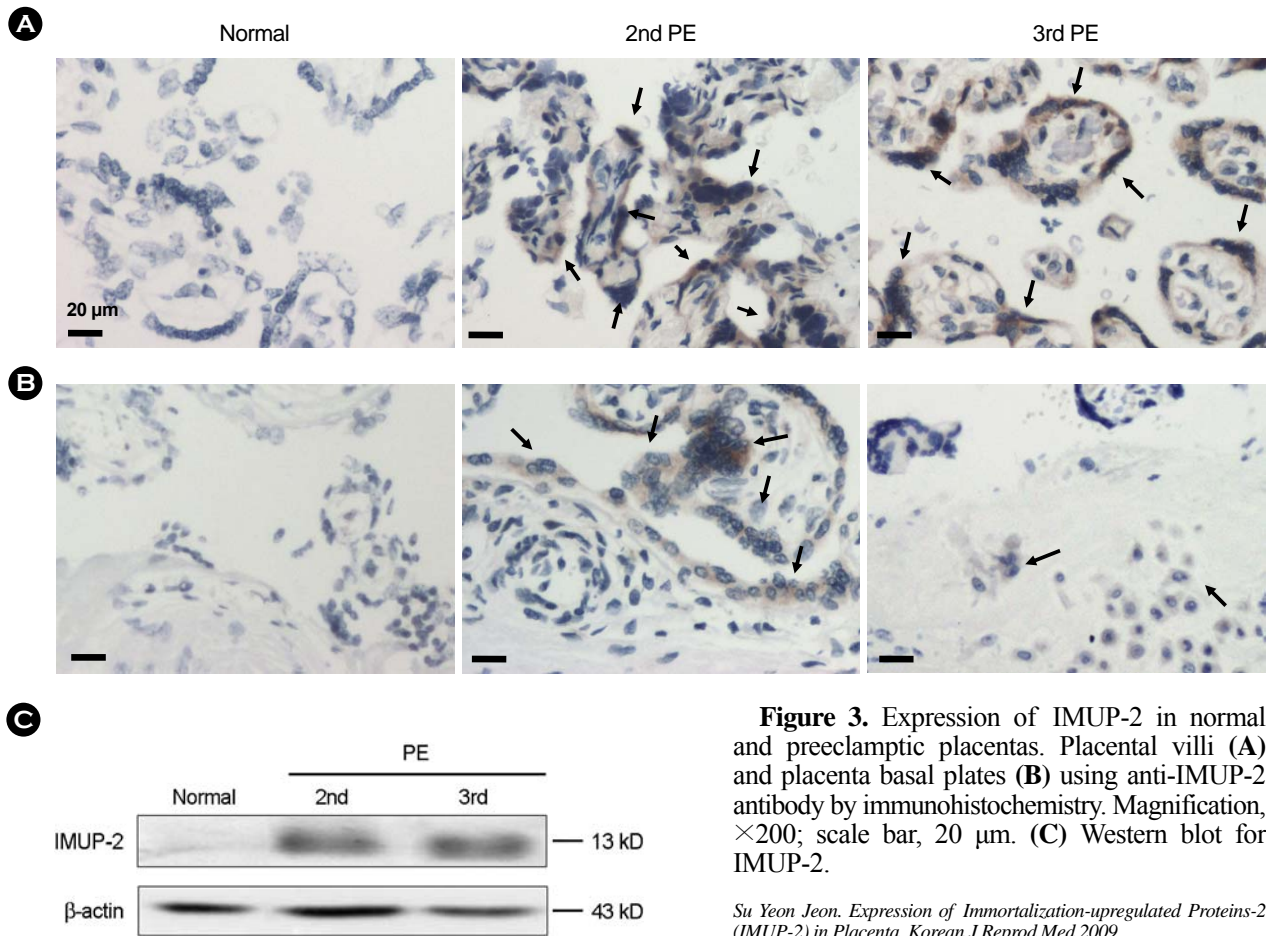 A
Normal
2nd PE
3rd PE
20 μm
B
C
PE
Normal
2nd
3rd
IMUP-2
13 kD
β-actin
43 kD
Figure 3. Expression of IMUP-2 in normal
and preeclamptic placentas. Placental villi (A)
and placenta basal plates (B) using anti-IMUP-2
antibody by immunohistochemistry. Magnification,
×200; scale bar, 20 μm. (C) Western blot for
IMUP-2.
Su Yeon Jeon. Expression of Immortalization-upregulated Proteins-2
(IMUP-2) in Placenta. Korean J Reprod Med 2009.